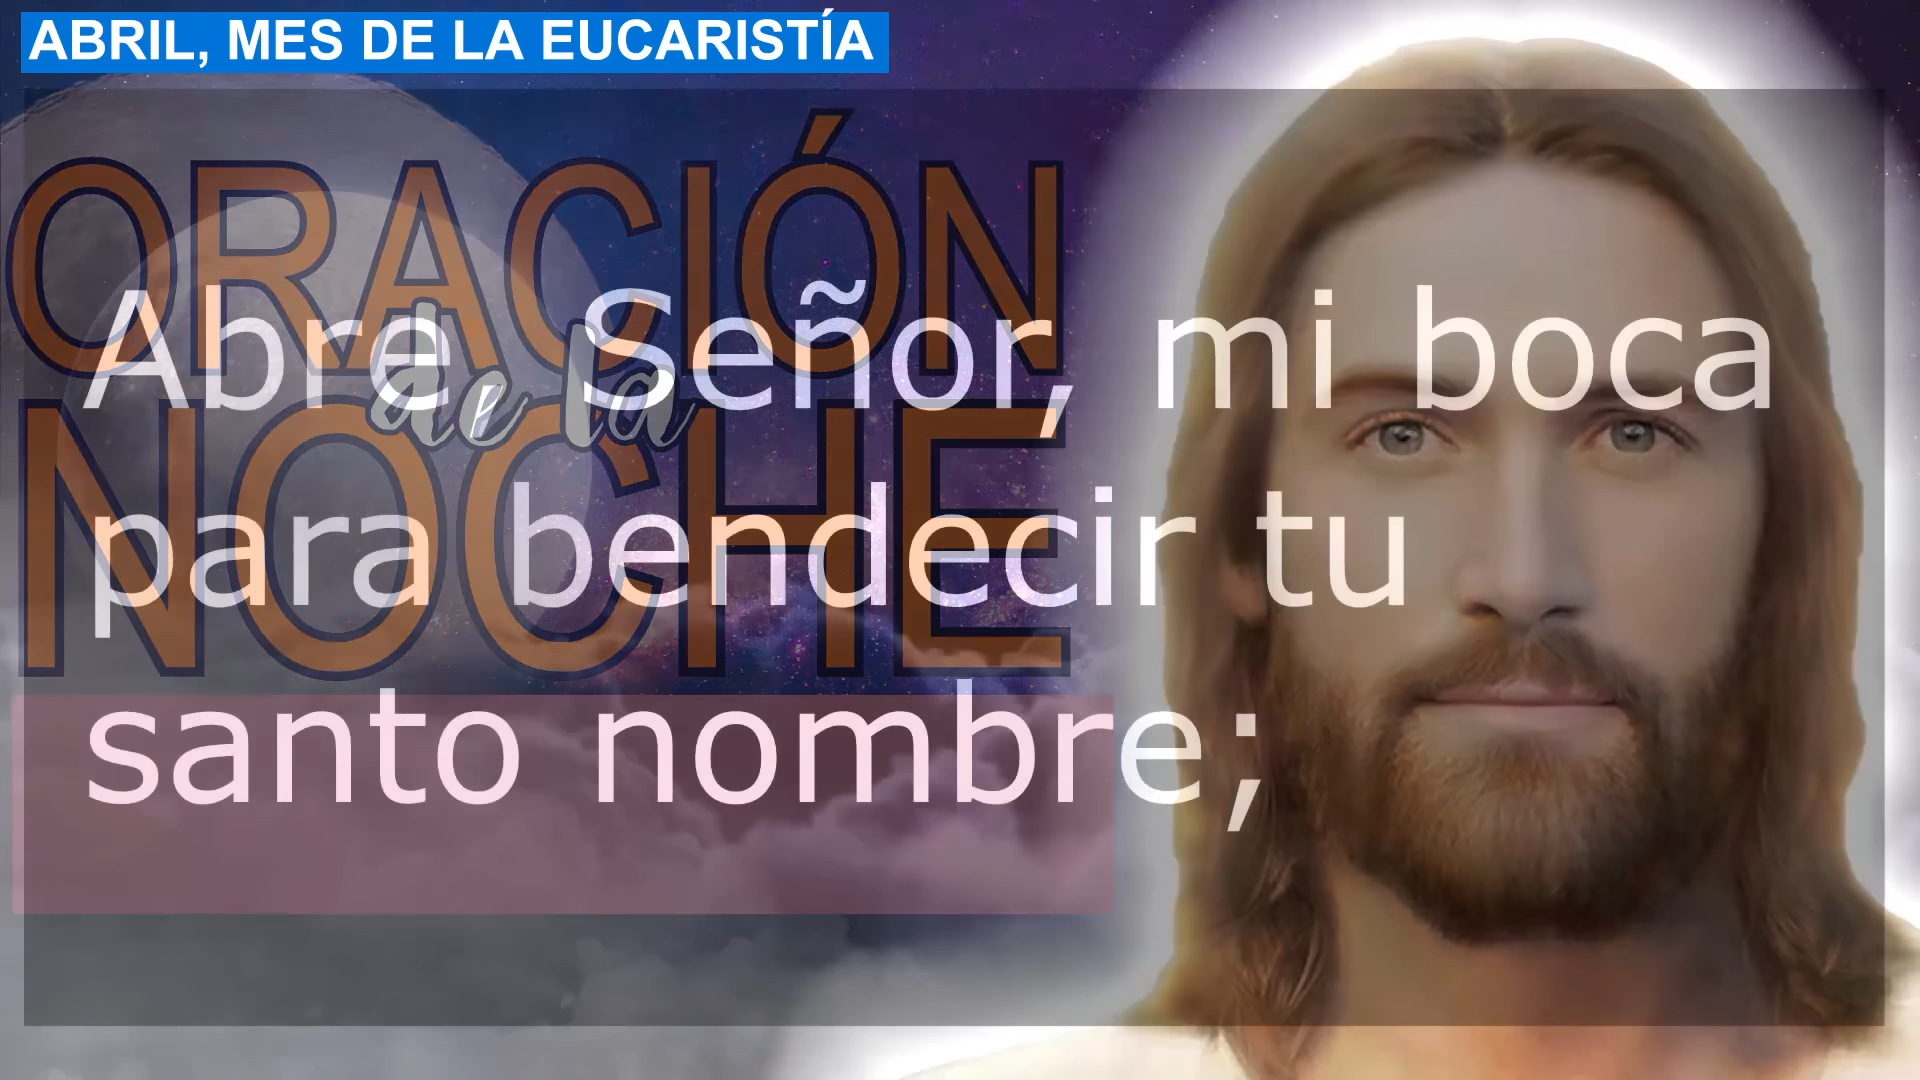 ABRIL, MES DE LA EUCARISTÍA
ORACIÓN
de la
NOCHE
Abre, Señor, mi boca
para bendecir tu
santo nombre;